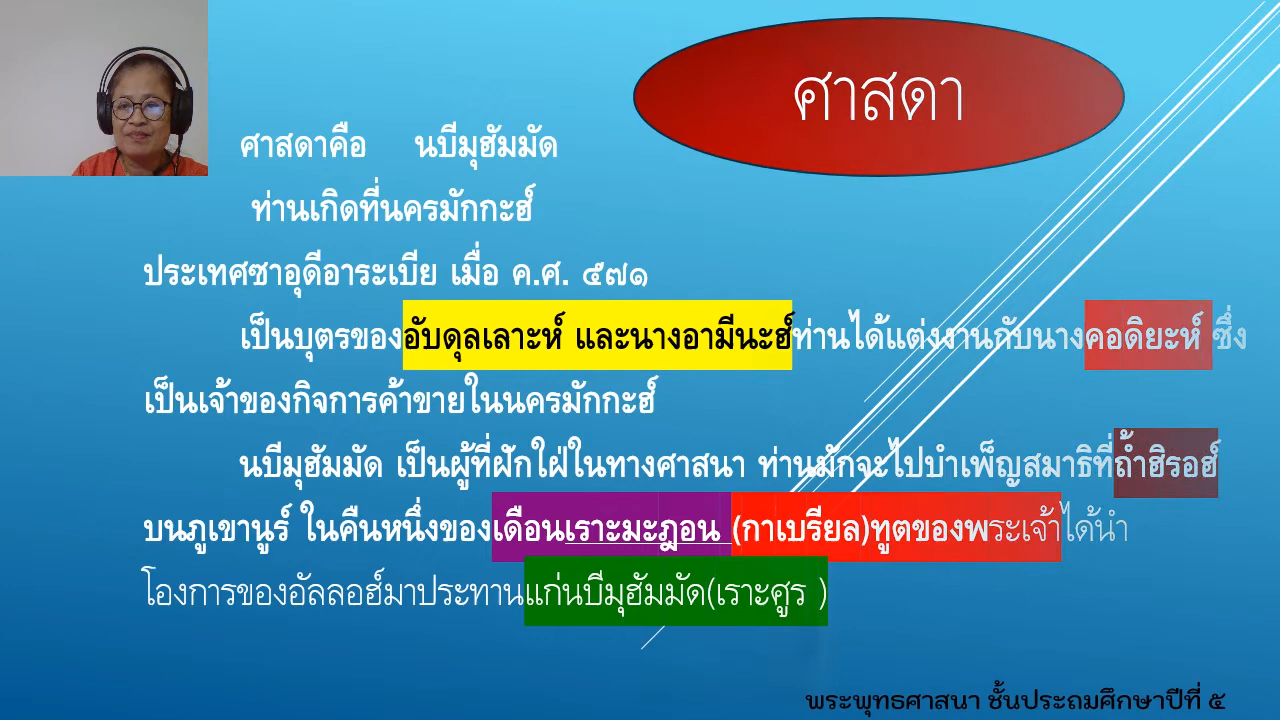 ศาสดา
ศาสดาคือ นบีมุฮัมมัด
ท่านเกิดที่นครมักกะฮ์
ประเทศซาอุดีอาระเบีย เมื่อ ค.ศ. ๕๗๑
เป็นบุตรของอับดุลเลาะห์ และนางอามีนะฮ์ท่านได้แต่งงานกับนางคอดิยะห์ ซึ่ง
เป็นเจ้าของกิจการค้าขายในนครมักกะฮ์
นบีมุฮัมมัด เป็นผู้ที่ฝักใฝ่ในทางศาสนา ท่านมักจะไปบำเพ็ญสมาธิที่ถ้ำฮิรอฮ์
บนภูเขานูร์ ในคืนหนึ่งของเดือนเราะมะฎอน (กาเบรียล)ทูตของพระเจ้าได้นำ
โองการของอัลลอฮ์มาประทานแก่นบีมุฮัมมัด(เราะศูร )
พระพุทธศาสนา ชั้นประถมศึกษาปีที่ ๕